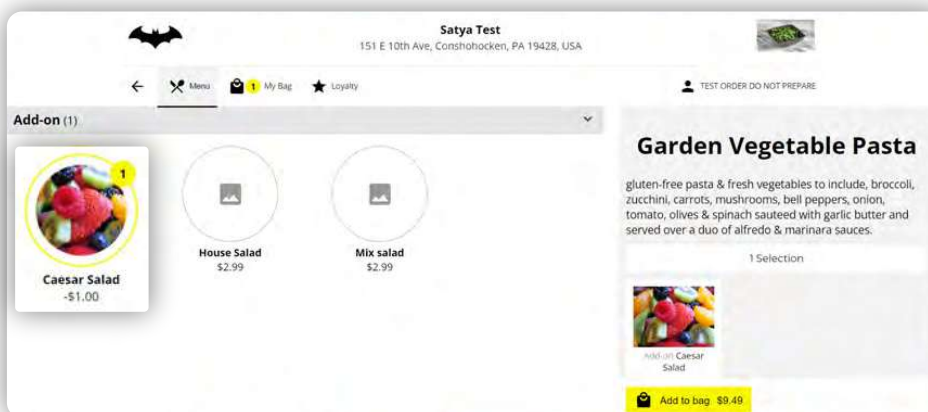 Satya Test
151 E 10th Ave, Conshohocken, PA 19428, USA
Menu
1 My Bag
Loyalty
TEST ORDER DO NOT PREPARE
Add-on (1)
1
Caesar Salad
-$1.00
House Salad
$2.99
Mix salad
$2.99
Garden Vegetable Pasta
gluten-free pasta & fresh vegetables to include, broccoli,
zucchini, carrots, mushrooms, bell peppers, onion,
tomato, olives & spinach sauteed with garlic butter and
served over a duo of alfredo & marinara sauces.
1 Selection
Add-on Caesar
Salad
Add to bag $9.49